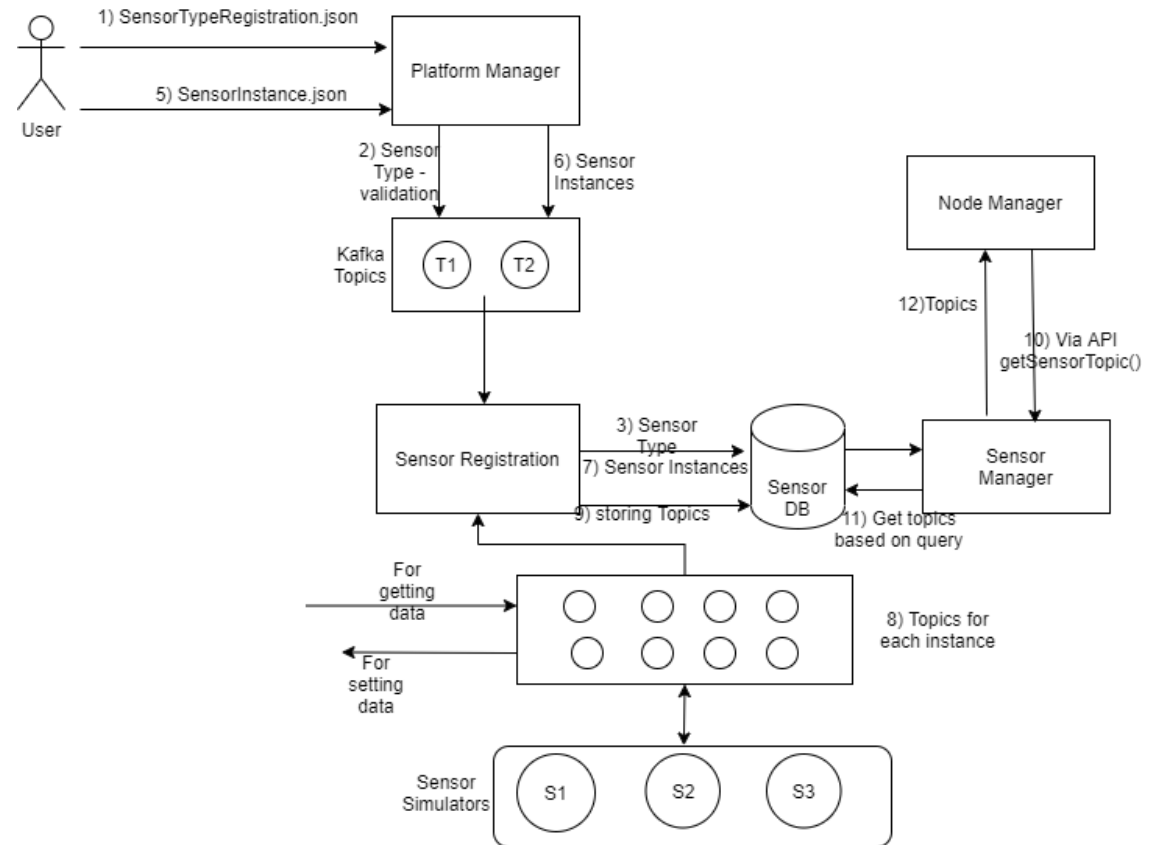 1) SensorTypeRegistration.json
Platform Manager
5) SensorInstance.json
User
2) Sensor
Type -
validation
6) Sensor
Instances
Node Manager
Kafka
Topics
T1
T2
12)Topics
10) Via API
getSensorTopic()
Sensor Registration
3) Sensor
Type
7) Sensor Instances
9) storing Topics
Sensor
DB
Sensor
Manager
11) Get topics
based on query
For
getting
data
For
setting
data
8) Topics for
each instance
Sensor
Simulators
S1
S2
S3